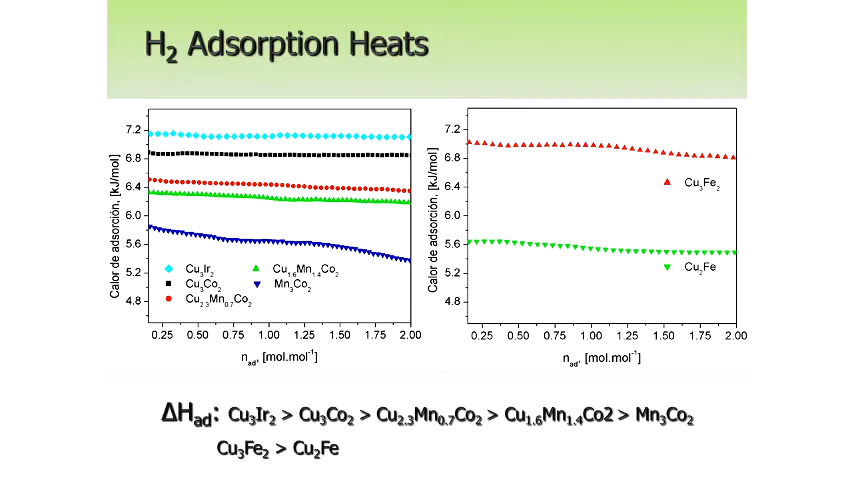 H2 Adsorption Heats
Calor de adsorción, [kJ/mol]
7.2
6.8
6.4
6.0
5.6
5.2
4.8
Cu3Ir2
Cu3Co2
Cu2.3Mn0.7Co2
Cu1.6Mn1.4Co2
Mn3Co2
0.25 0.50 0.75 1.00 1.25 1.50 1.75 2.00
nad, [mol.mol-1]
Calor de adsorción, [kJ/mol]
7.2
6.8
6.4
6.0
5.6
5.2
4.8
Cu3Fe2
Cu2Fe
0.25 0.50 0.75 1.00 1.25 1.50 1.75 2.00
nad, [mol.mol-1]
ΔHad: Cu3Ir2 > Cu3Co2 > Cu2.3Mn0.7Co2 > Cu1.6Mn1.4Co2 > Mn3Co2
Cu3Fe2 > Cu2Fe